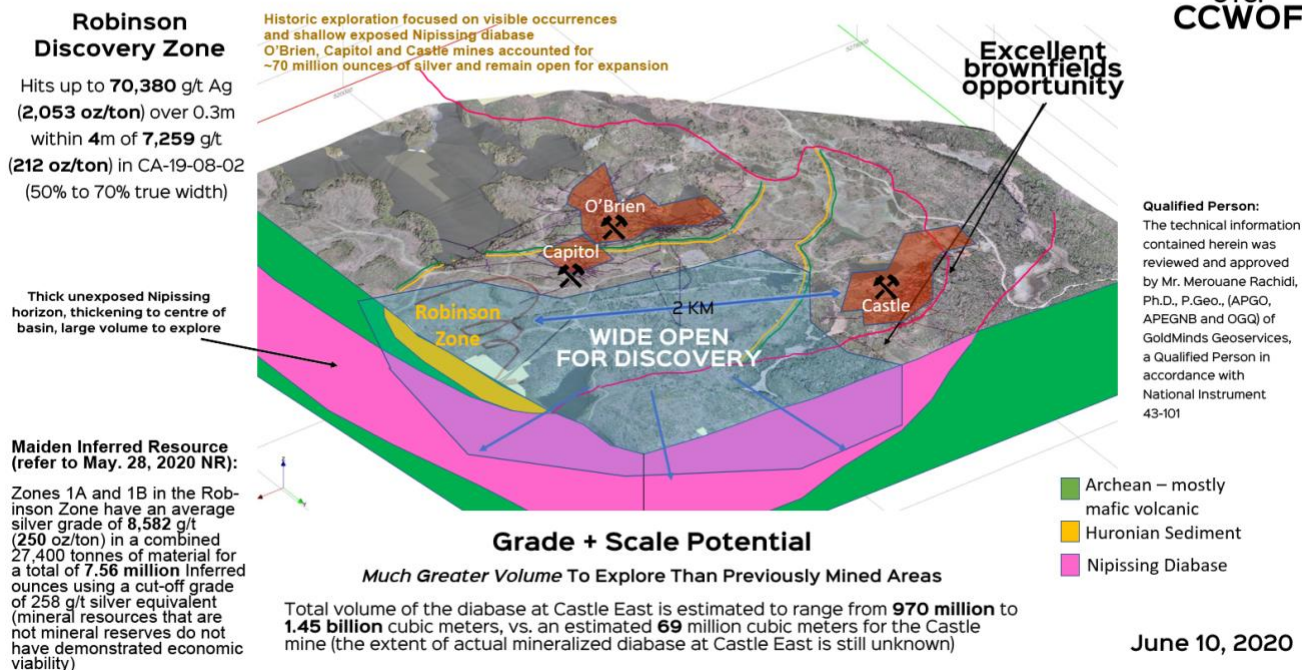 Robinson
Discovery Zone
Hits up to 70,380 g/t Ag
(2,053 oz/ton) over 0.3m
within 4m of 7,259 g/t
(212 oz/ton) in CA-19-08-02
(50% to 70% true width)
Historic exploration focused on visible occurrences
and shallow exposed Nipissing diabase
O'Brien, Capitol and Castle mines accounted for
~70 million ounces of silver and remain open for expansion
CCWOF
Excellent
brownfields
opportunity
O'Brien
Capitol
Castle
Robinson
Zone
2 KM
WIDE OPEN
FOR DISCOVERY
Thick unexposed Nipissing
horizon, thickening to centre of
basin, large volume to explore
Qualified Person:
The technical information
contained herein was
reviewed and approved
by Mr. Merouane Rachidi,
Ph.D., P.Geo., (APGO,
APEGNB and OGQ) of
GoldMinds Geoservices,
a Qualified Person in
accordance with
National Instrument
43-101
Maiden Inferred Resource
(refer to May. 28, 2020 NR):
Zones 1A and 1B in the Rob-
inson Zone have an average
silver grade of 8,582 g/t
(250 oz/ton) in a combined
27,400 tonnes of material for
a total of 7.56 million Inferred
ounces using a cut-off grade
of 258 g/t silver equivalent
(mineral resources that are
not mineral reserves do not
have demonstrated economic
viability)
Archean – mostly
mafic volcanic
Huronian Sediment
Nipissing Diabase
Grade + Scale Potential
Much Greater Volume To Explore Than Previously Mined Areas
Total volume of the diabase at Castle East is estimated to range from 970 million to
1.45 billion cubic meters, vs. an estimated 69 million cubic meters for the Castle
mine (the extent of actual mineralized diabase at Castle East is still unknown)
June 10, 2020